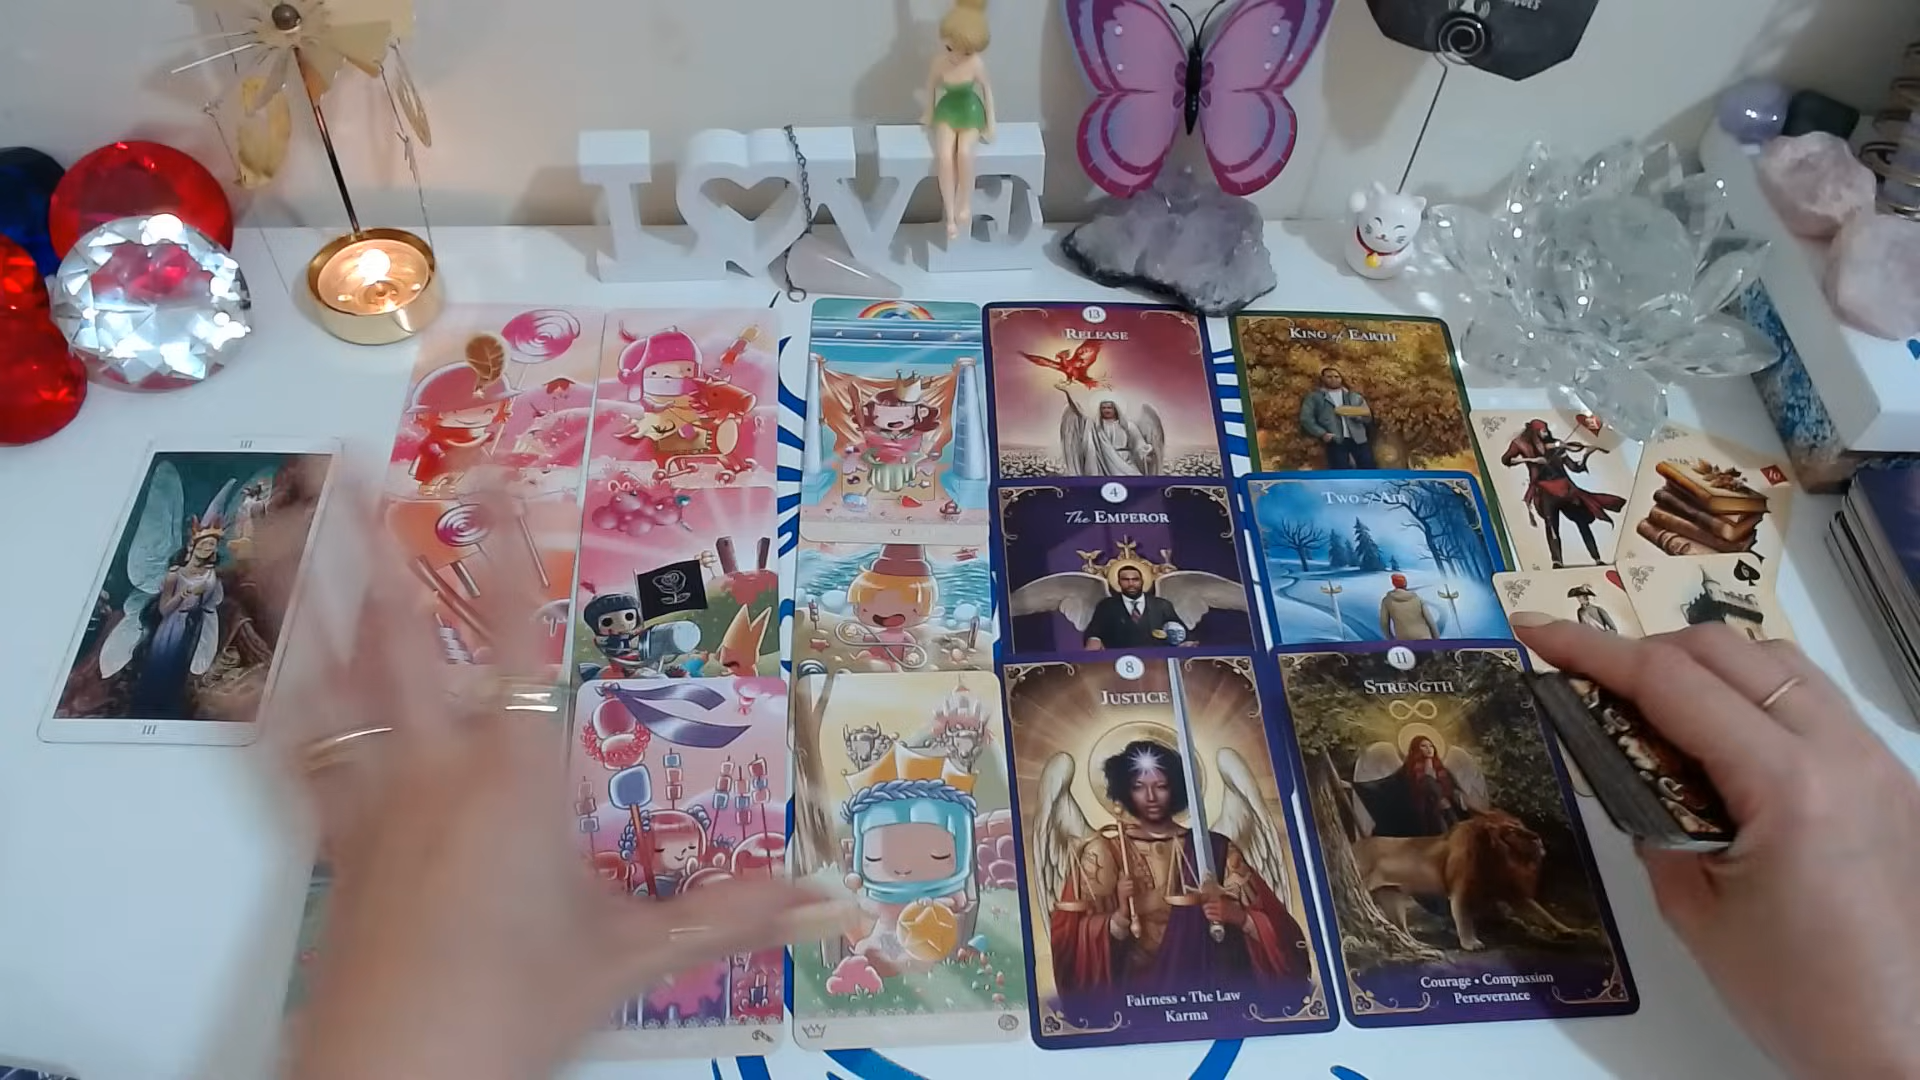 LOVE
III
III
XI
13
RELEASE
KING of EARTH
4
The EMPEROR
TWO of AIR
8
JUSTICE
Fairness • The Law
Karma
11
STRENGTH
Courage • Compassion
Perseverance